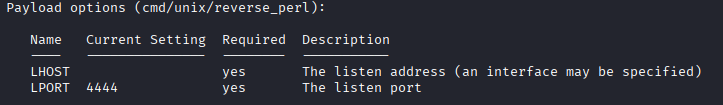 Payload options (cmd/unix/reverse_perl):
Name Current Setting Required Description
---- --------------- -------- -----------
LHOST yes The listen address (an interface may be specified)
LPORT 4444 yes The listen port